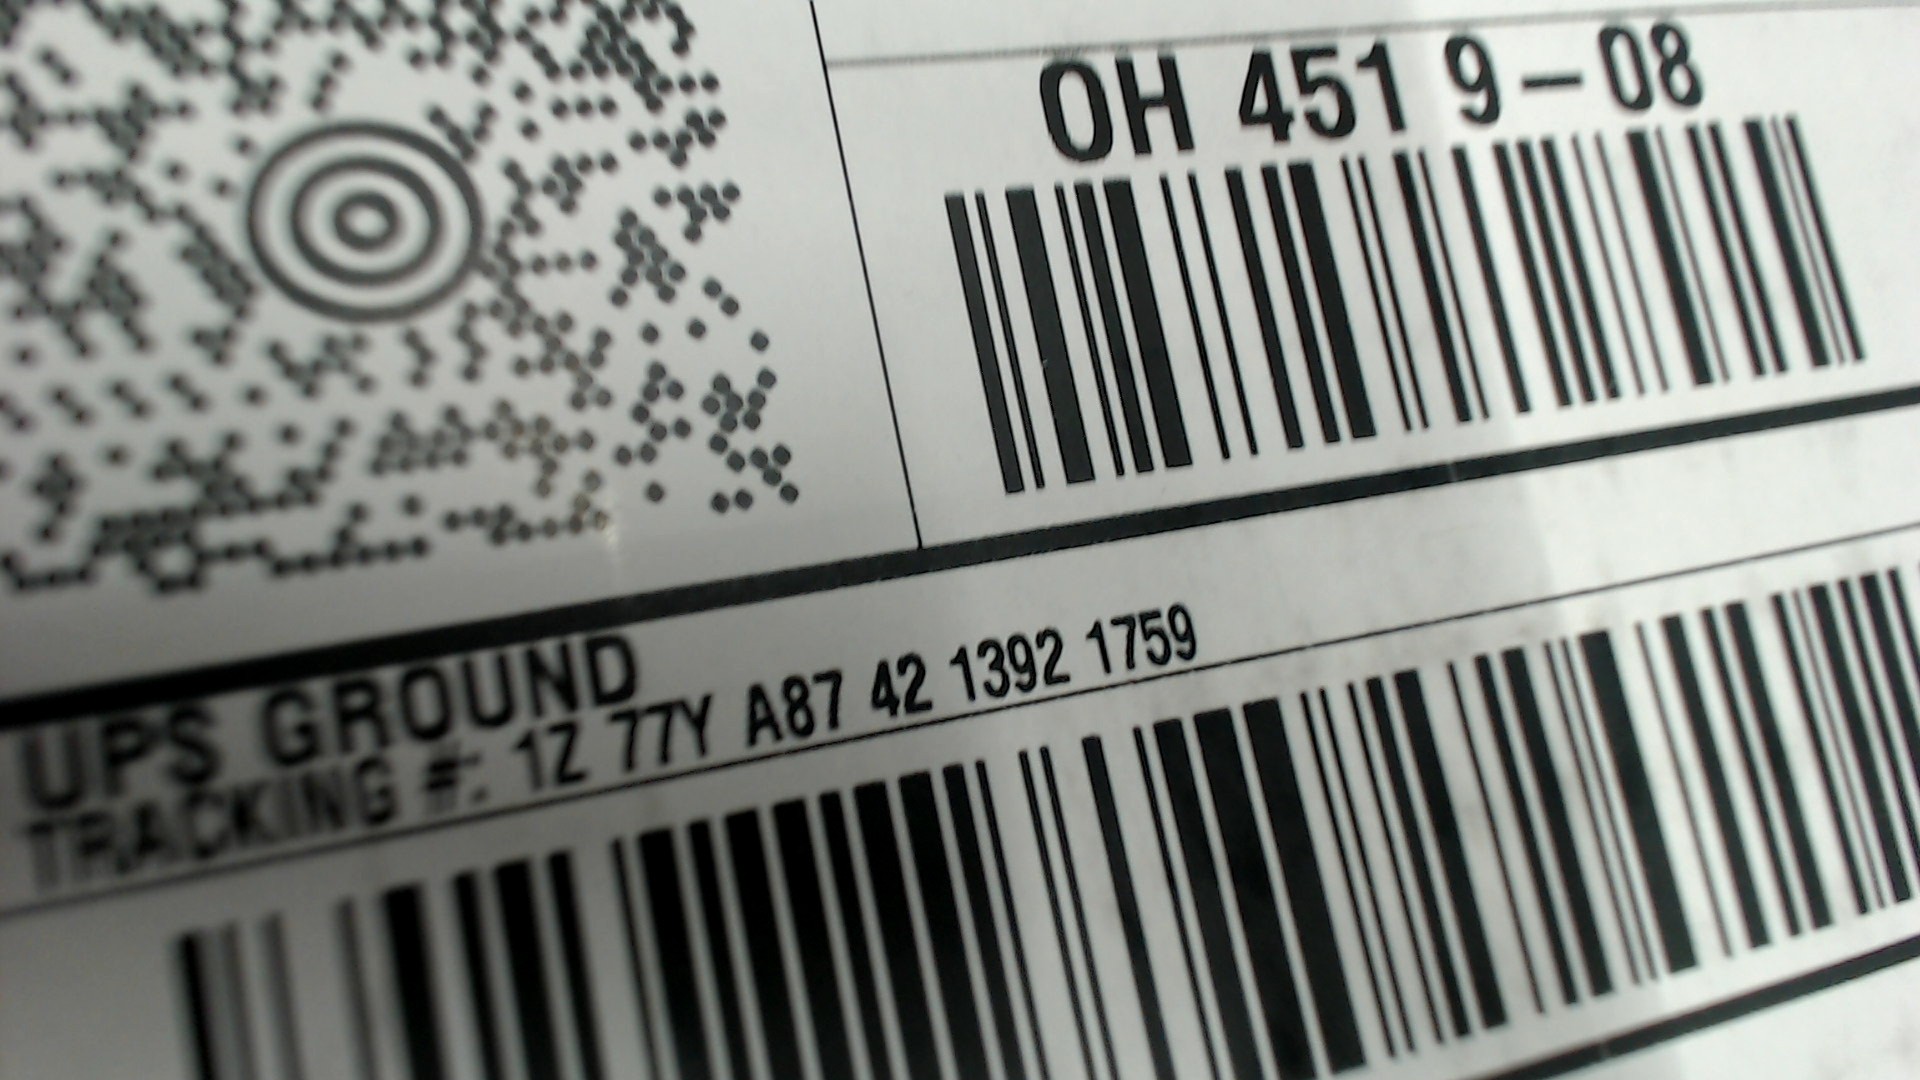 OH 451 9-08
UPS GROUND
TRACKING #: 1Z 77Y A87 42 1392 1759